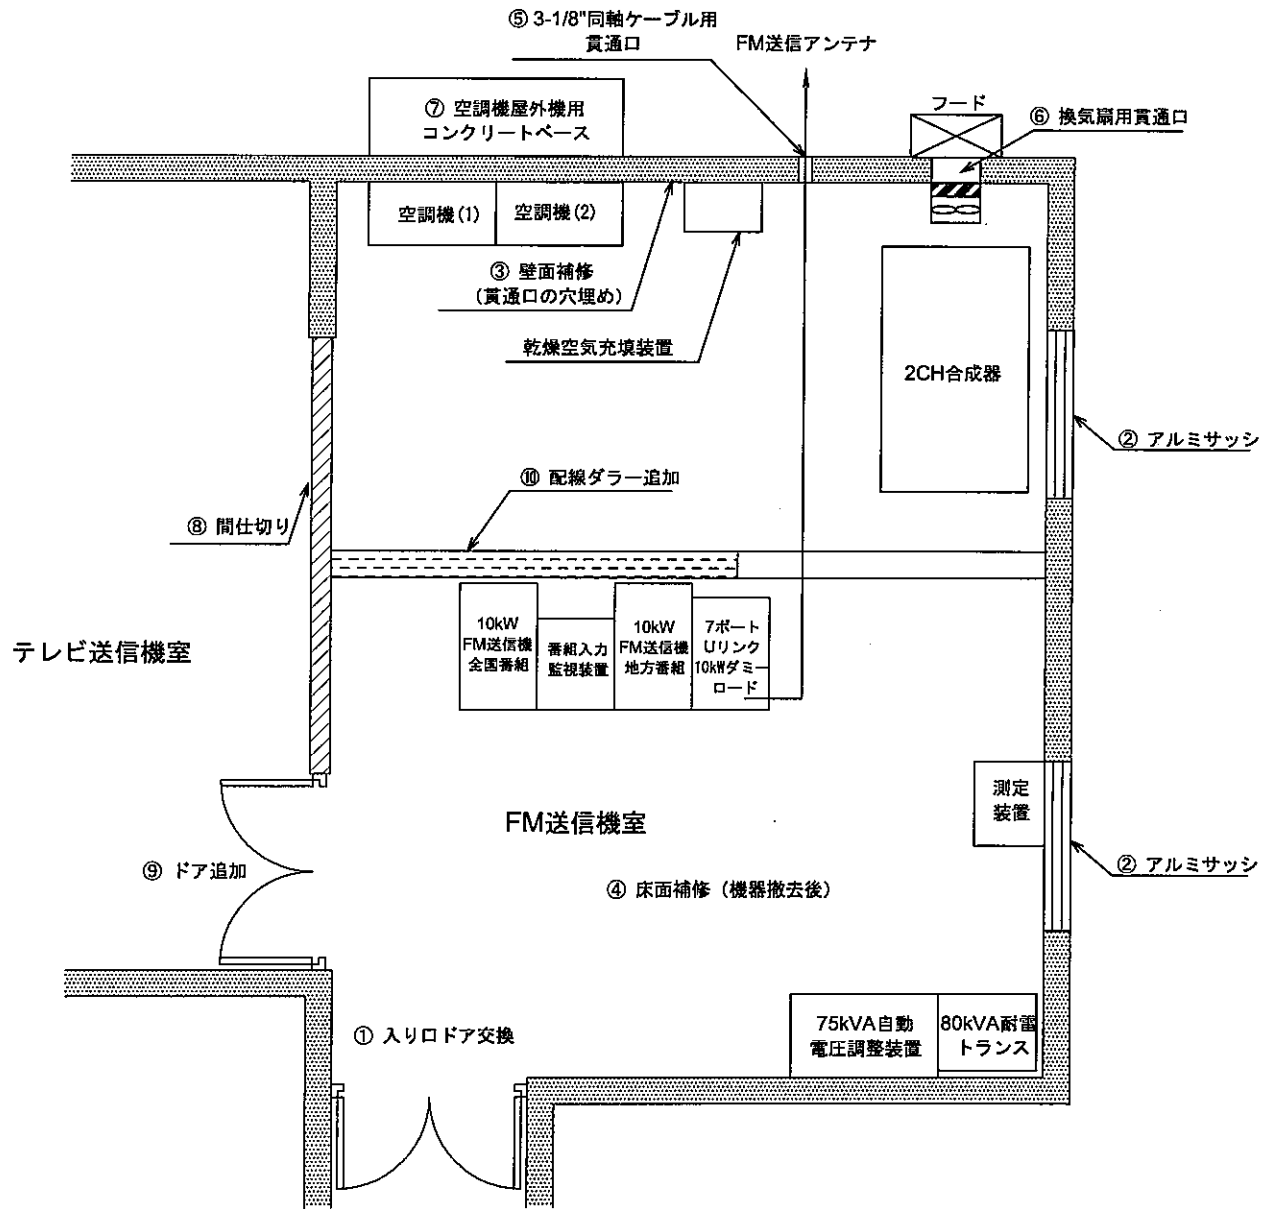 ⑤ 3-1/8"同軸ケーブル用
貫通口
FM送信アンテナ
⑦ 空調機屋外機用
コンクリートベース
フード
⑥ 換気扇用貫通口
空調機(1)
空調機(2)
③ 壁面補修
(貫通口の穴埋め)
乾燥空気充填装置
2CH合成器
② アルミサッシ
⑩ 配線ダラー追加
⑧ 間仕切り
テレビ送信機室
10kW
FM送信機
全国番組
番組入力
監視装置
10kW
FM送信機
地方番組
7ポート
Uリンク
10kWダミー
ロード
測定
装置
FM送信機室
② アルミサッシ
⑨ ドア追加
④ 床面補修（機器撤去後）
① 入り口ドア交換
75kVA自動
電圧調整装置
80kVA耐雷
トランス